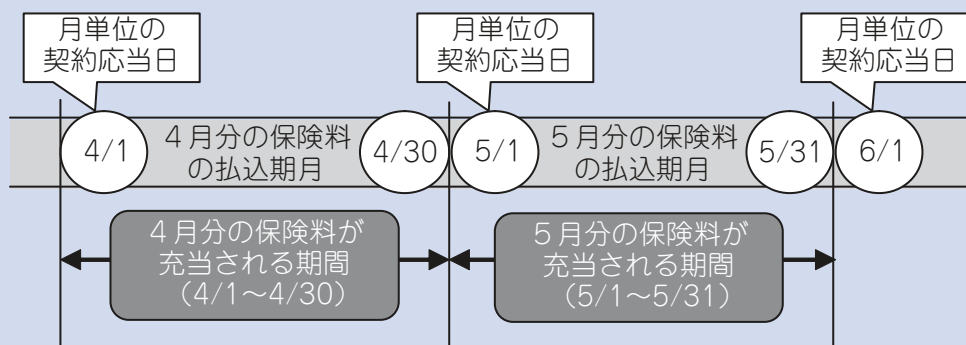 月単位の
契約応当日
月単位の
契約応当日
月単位の
契約応当日
4/1
4月分の保険料
の払込期月
4/30
5/1
5月分の保険料
の払込期月
5/31
6/1
4月分の保険料が
充当される期間
（4/1～4/30）
5月分の保険料が
充当される期間
（5/1～5/31）